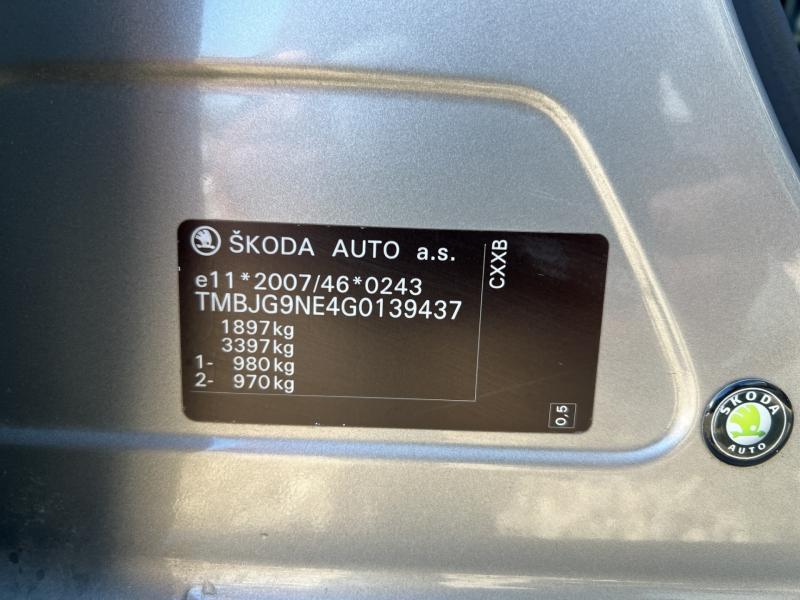 ŠKODA AUTO a.s.
e11*2007/46*0243
TMBJG9NE4G0139437
1897kg
3397kg
1- 980kg
2- 970kg
CXXB
0,5
ŠKODA
AUTO